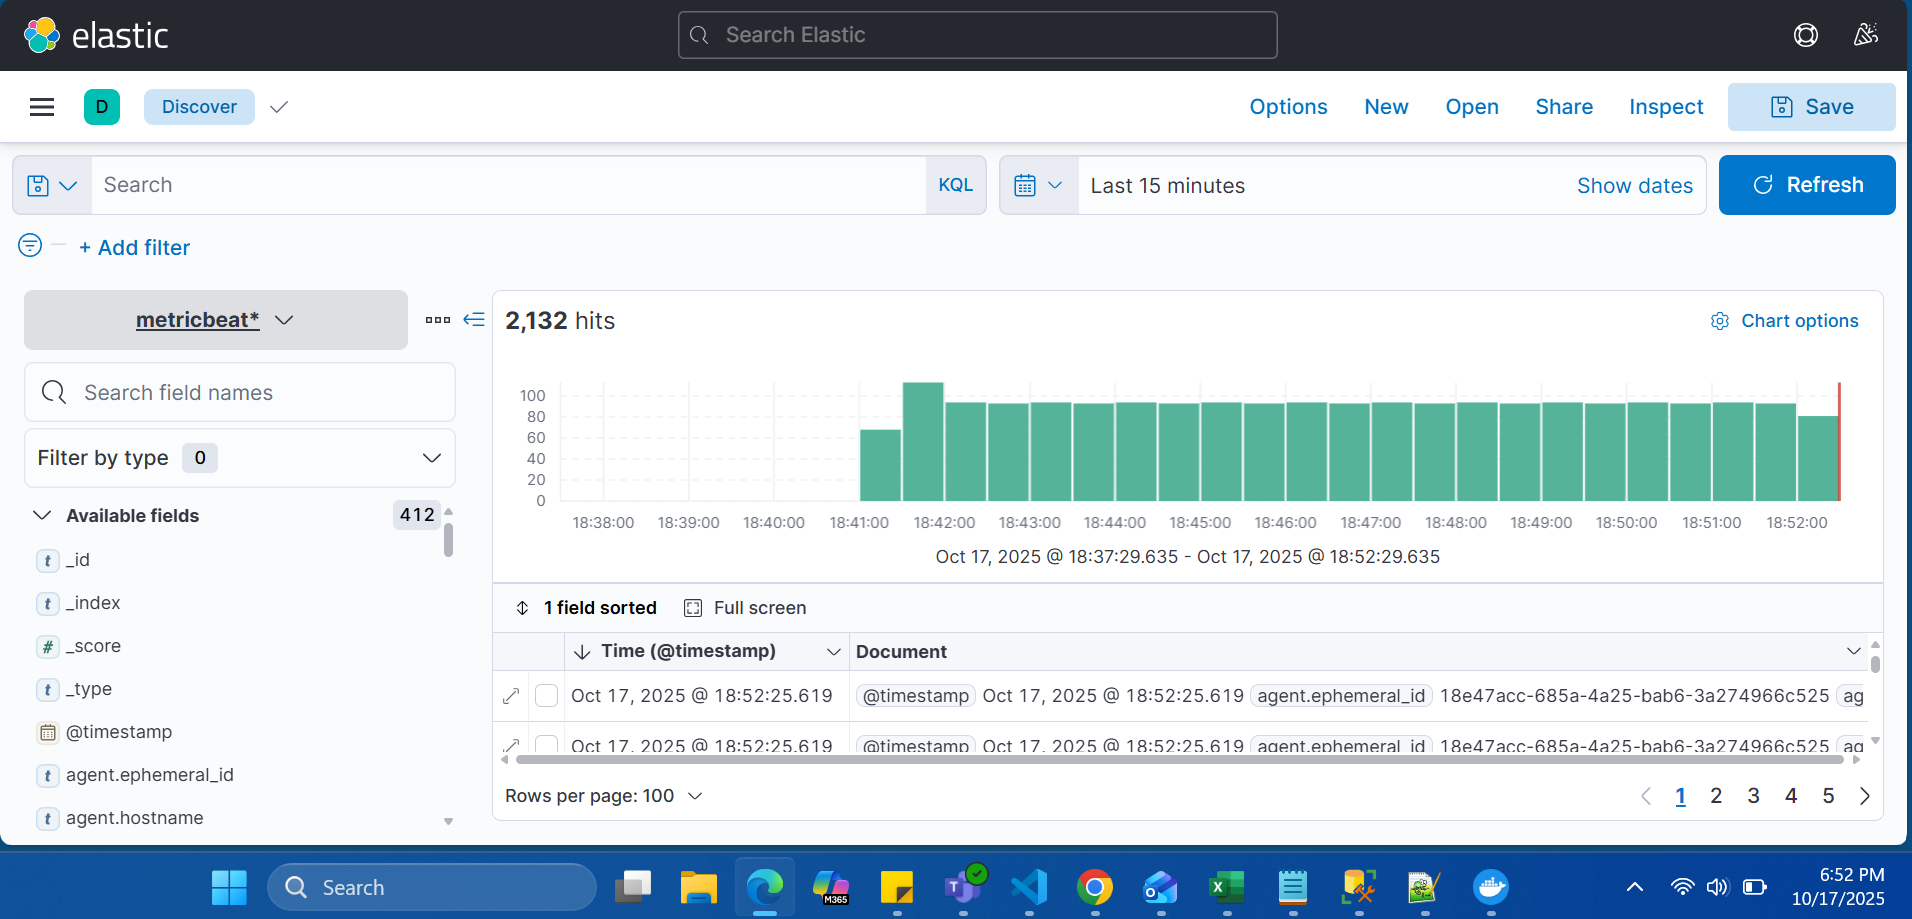 elastic
Search Elastic
D
Discover
Options New Open Share Inspect Save
Search
KQL
Last 15 minutes
Show dates
Refresh
+ Add filter
metricbeat*
Search field names
Filter by type 0
Available fields 412
t _id
t _index
# _score
t _type
@timestamp
t agent.ephemeral_id
t agent.hostname
2,132 hits
Chart options
100
80
60
40
20
0
18:38:00 18:39:00 18:40:00 18:41:00 18:42:00 18:43:00 18:44:00 18:45:00 18:46:00 18:47:00 18:48:00 18:49:00 18:50:00 18:51:00 18:52:00
Oct 17, 2025 @ 18:37:29.635 - Oct 17, 2025 @ 18:52:29.635
1 field sorted Full screen
Time (@timestamp) Document
Oct 17, 2025 @ 18:52:25.619 @timestamp Oct 17, 2025 @ 18:52:25.619 agent.ephemeral_id 18e47acc-685a-4a25-bab6-3a274966c525 ag
Oct 17, 2025 @ 18:52:25.619 @timestamp Oct 17, 2025 @ 18:52:25.619 agent.ephemeral_id 18e47acc-685a-4a25-bab6-3a274966c525 ag
Rows per page: 100
1 2 3 4 5
Search
M365
6:52 PM
10/17/2025